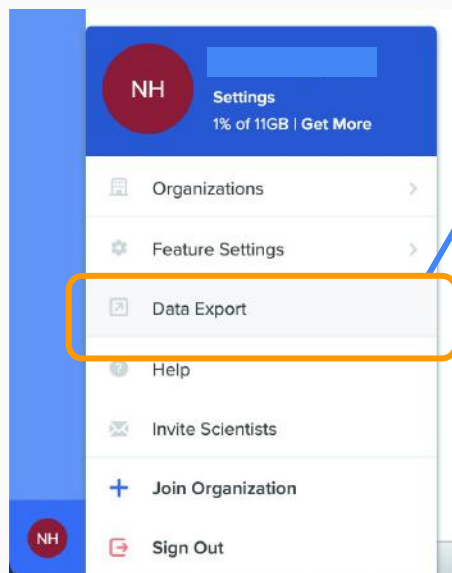 NH
Settings
1% of 11GB | Get More
Organizations
Feature Settings
Data Export
Help
Invite Scientists
Join Organization
NH
Sign Out